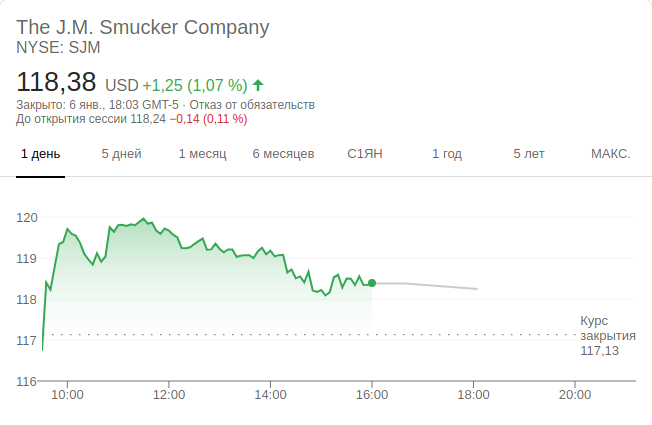 The J.M. Smucker Company
NYSE: SJM
118,38 USD +1,25 (1,07 %)
Закрыто: 6 янв., 18:03 GMT-5 · Отказ от обязательств
До открытия сессии 118,24 −0,14 (0,11 %)
1 день 5 дней 1 месяц 6 месяцев С1ЯН 1 год 5 лет МАКС.
120
119
118
Курс
закрытия
117
117,13
116
10:00 12:00 14:00 16:00 18:00 20:00